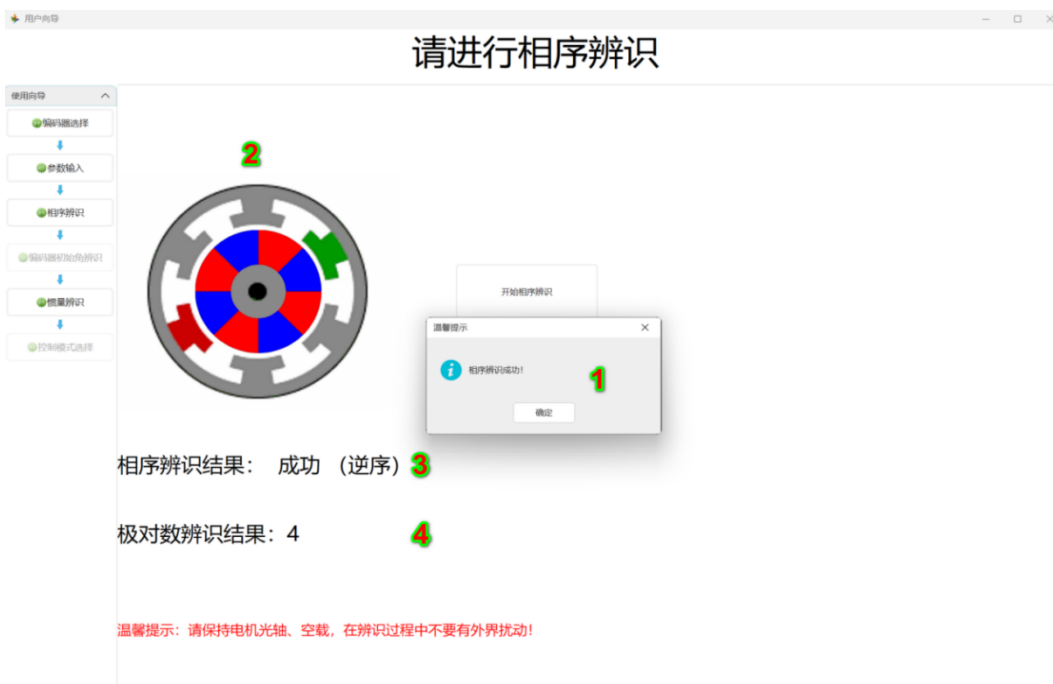 用户向导
请进行相序辨识
使用向导
编码器选择
参数输入
相序辨识
编码器初始角辨识
惯量辨识
控制模式选择
2
开始相序辨识
温馨提示
i 相序辨识成功!
1
确定
相序辨识结果： 成功 （逆序） 3
极对数辨识结果：4 4
温馨提示：请保持电机光轴、空载，在辨识过程中不要有外界扰动!